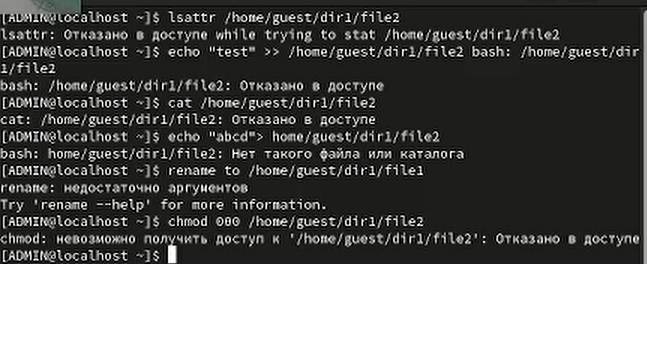 [ADMIN@localhost ~]$ lsattr /home/guest/dir1/file2
lsattr: Отказано в доступе while trying to stat /home/guest/dir1/file2
[ADMIN@localhost ~]$ echo "test" >> /home/guest/dir1/file2 bash: /home/guest/dir
1/file2
bash: /home/guest/dir1/file2: Отказано в доступе
[ADMIN@localhost ~]$ cat /home/guest/dir1/file2
cat: /home/guest/dir1/file2: Отказано в доступе
[ADMIN@localhost ~]$ echo "abcd"> home/guest/dir1/file2
bash: home/guest/dir1/file2: Нет такого файла или каталога
[ADMIN@localhost ~]$ rename to /home/guest/dir1/file1
rename: недостаточно аргументов
Try 'rename --help' for more information.
[ADMIN@localhost ~]$ chmod 000 /home/guest/dir1/file2
chmod: невозможно получить доступ к '/home/guest/dir1/file2': Отказано в доступе
[ADMIN@localhost ~]$